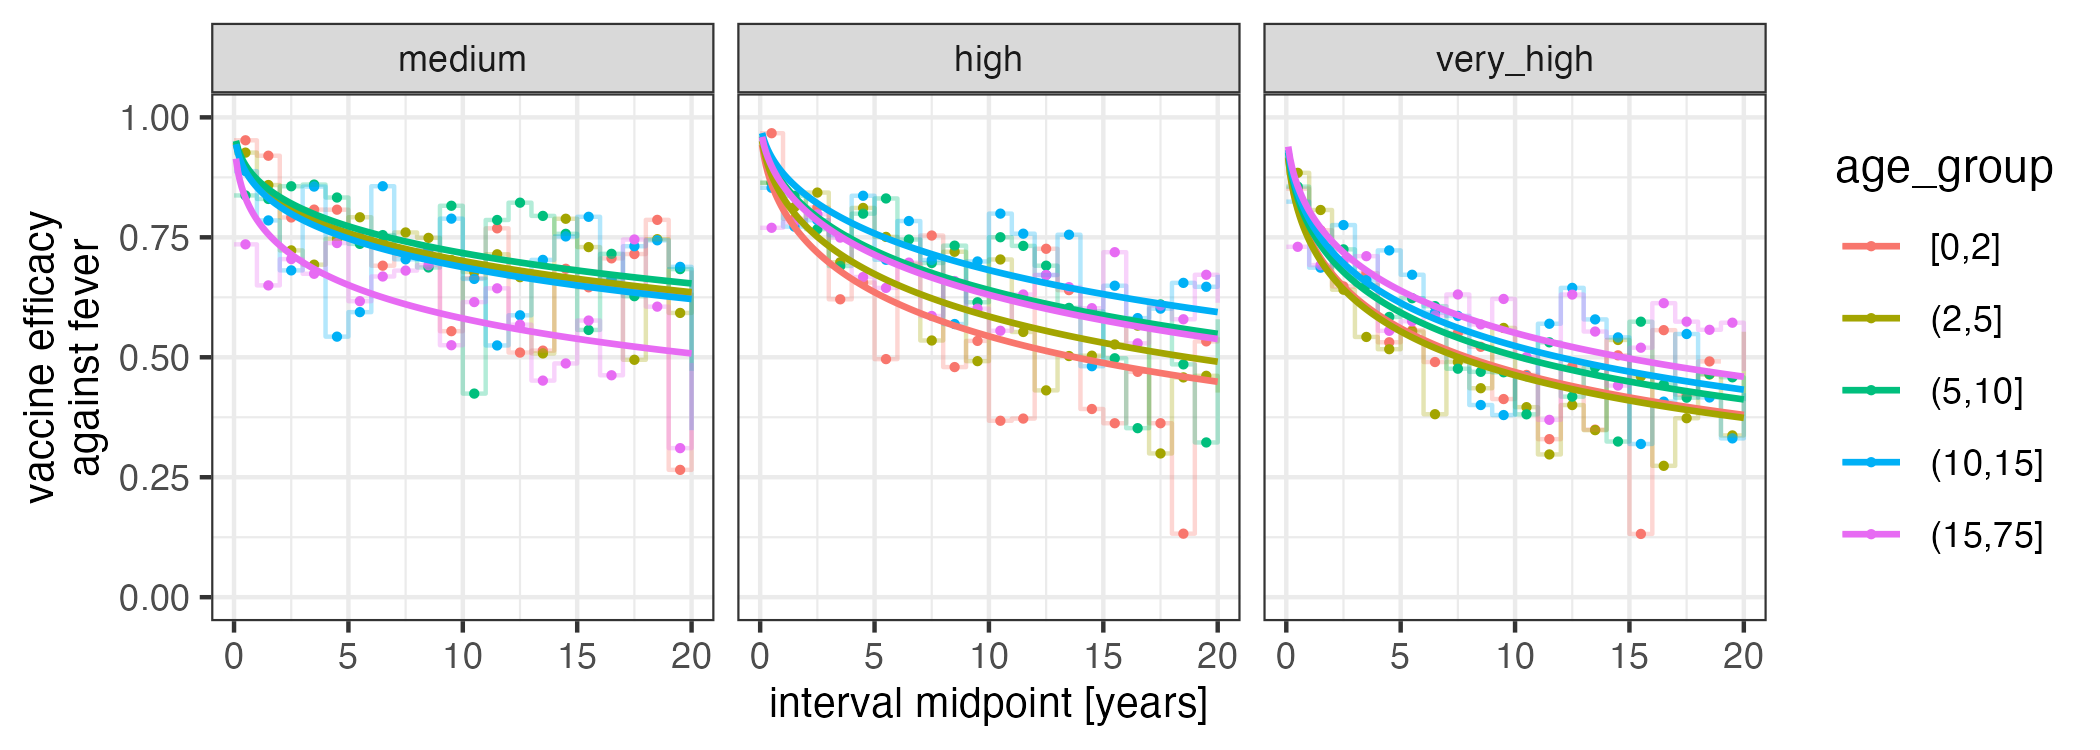 medium
high
very_high
vaccine efficacy
against fever
1.00
0.75
0.50
0.25
0.00
0 5 10 15 20
0 5 10 15 20
0 5 10 15 20
interval midpoint [years]
age_group
[0,2]
(2,5]
(5,10]
(10,15]
(15,75]